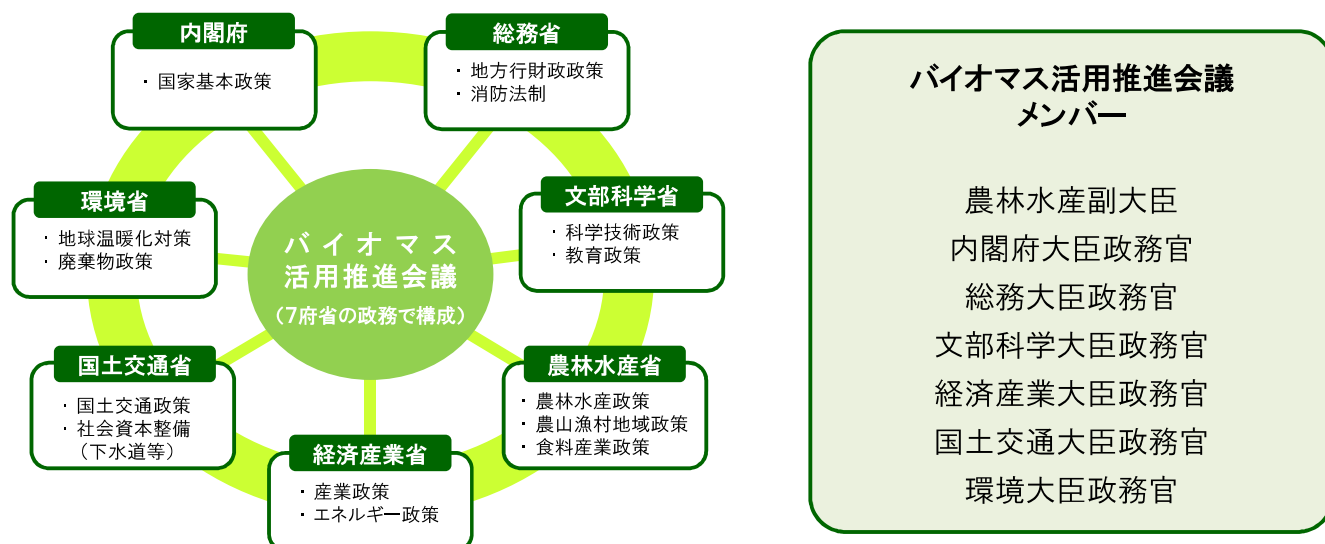 内閣府
・ 国家基本政策
総務省
・ 地方行財政政策
・ 消防法制
環境省
・ 地球温暖化対策
・ 廃棄物政策
文部科学省
・ 科学技術政策
・ 教育政策
バイオマス
活用推進会議
（7府省の政務で構成）
国土交通省
・ 国土交通政策
・ 社会資本整備
（下水道等）
農林水産省
・ 農林水産政策
・ 農山漁村地域政策
・ 食料産業政策
経済産業省
・ 産業政策
・ エネルギー政策
バイオマス活用推進会議
メンバー
農林水産副大臣
内閣府大臣政務官
総務大臣政務官
文部科学大臣政務官
経済産業大臣政務官
国土交通大臣政務官
環境大臣政務官